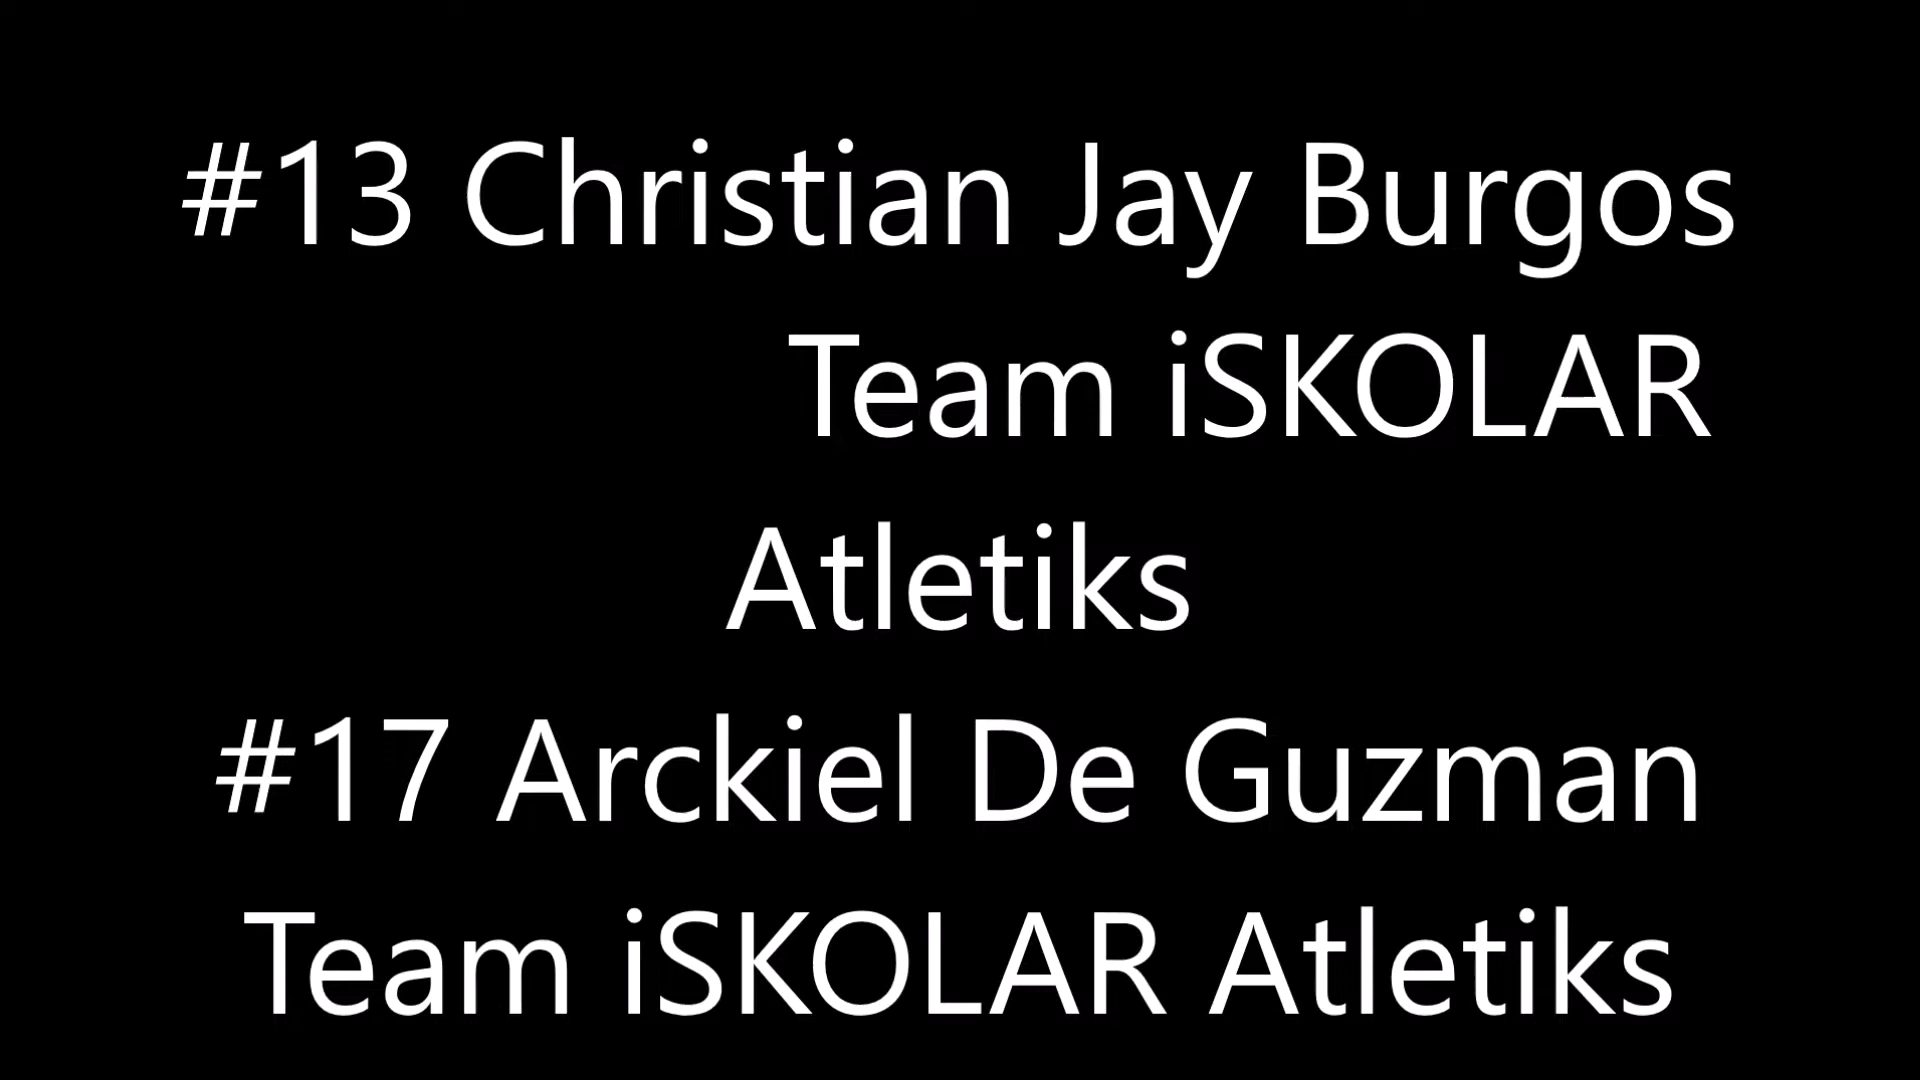 #13 Christian Jay Burgos
Team iSKOLAR
Atletiks
#17 Arckiel De Guzman
Team iSKOLAR Atletiks